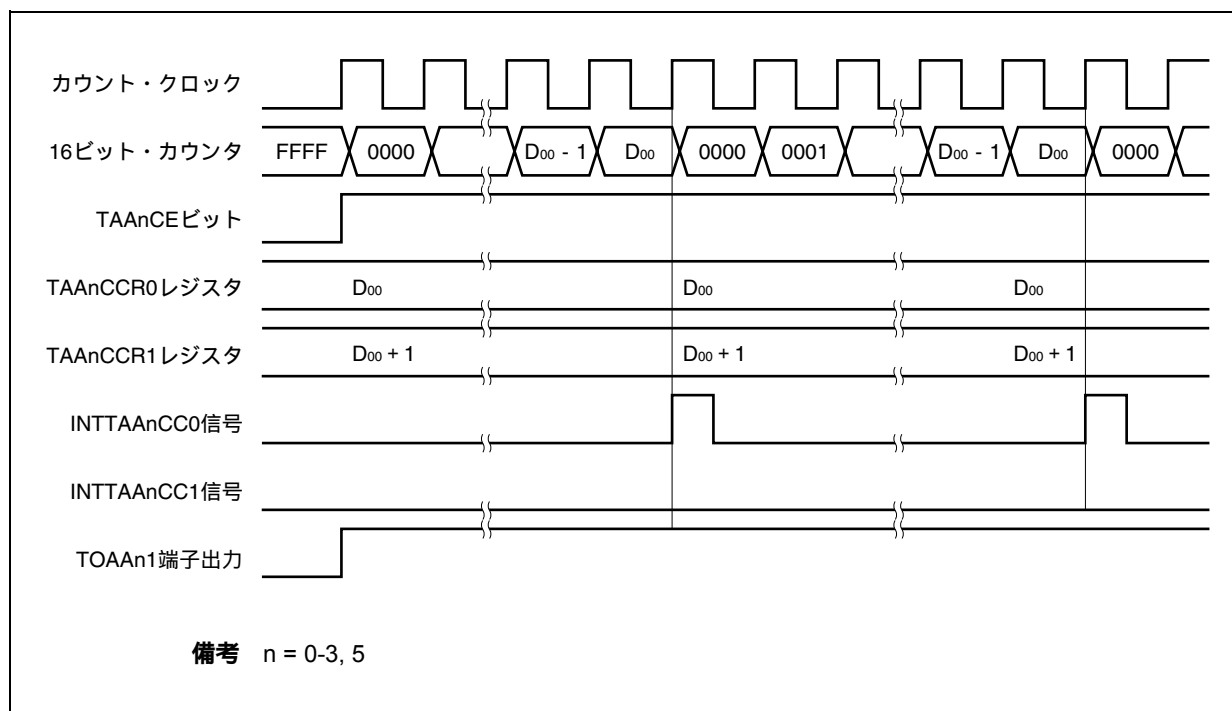 カウント・クロック
16ビット・カウンタ FFFF 0000 D00 - 1 D00 0000 0001 D00 - 1 D00 0000
TAAnCEビット
TAAnCCR0レジスタ D00 D00 D00
TAAnCCR1レジスタ D00 + 1 D00 + 1 D00 + 1
INTTAAnCC0信号
INTTAAnCC1信号
TOAAn1端子出力
備考 n = 0-3, 5